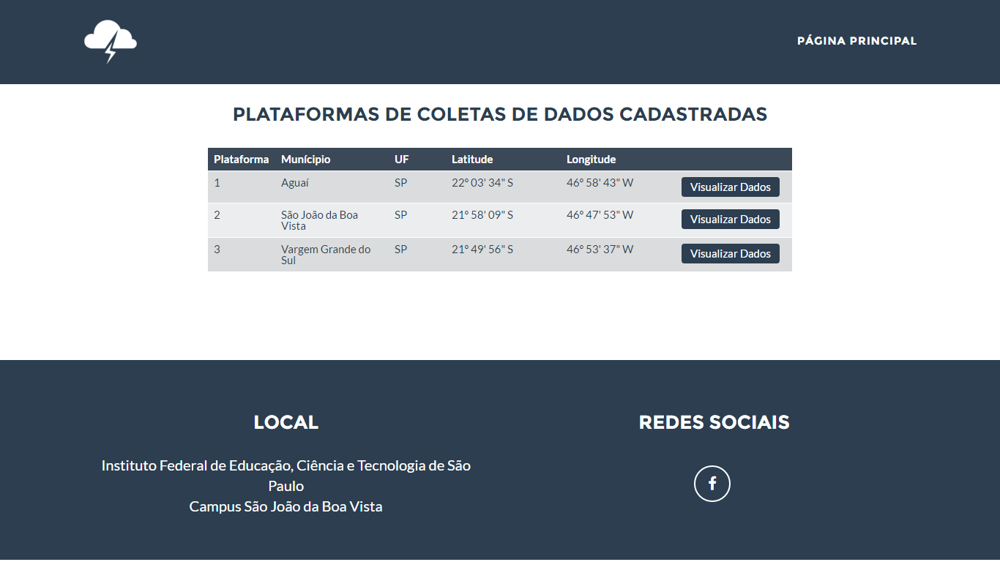 PÁGINA PRINCIPAL
PLATAFORMAS DE COLETAS DE DADOS CADASTRADAS
Plataforma Munícipio UF Latitude Longitude
1 Aguaí SP 22° 03' 34" S 46° 58' 43" W Visualizar Dados
2 São João da Boa Vista SP 21° 58' 09" S 46° 47' 53" W Visualizar Dados
3 Vargem Grande do Sul SP 21° 49' 56" S 46° 53' 37" W Visualizar Dados
LOCAL
Instituto Federal de Educação, Ciência e Tecnologia de São
Paulo
Campus São João da Boa Vista
REDES SOCIAIS